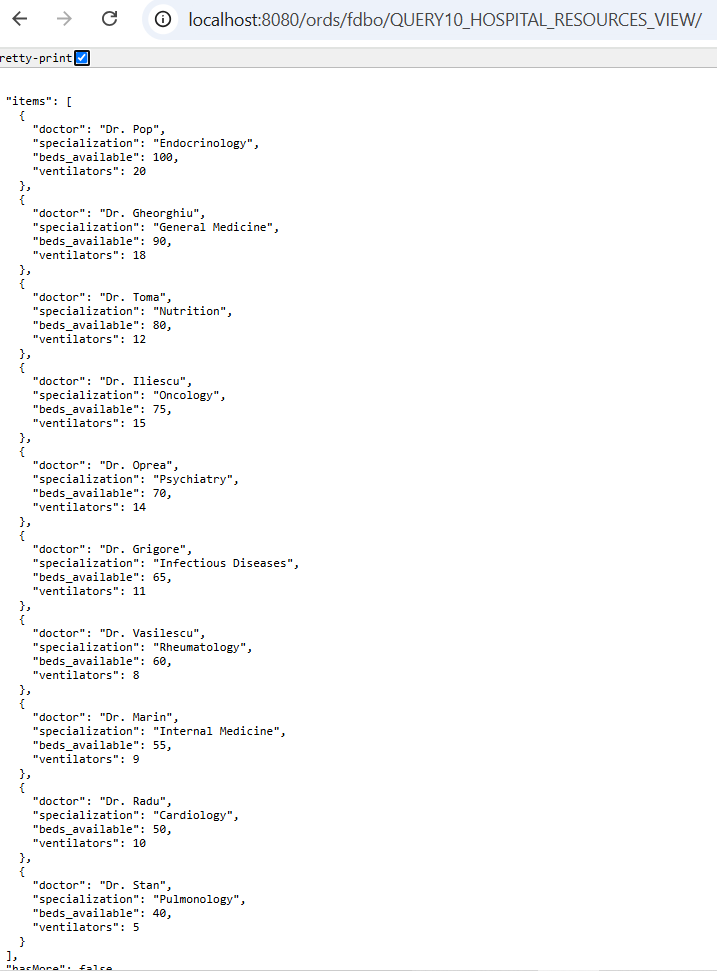 localhost:8080/ords/fdbo/QUERY10_HOSPITAL_RESOURCES_VIEW/
retty-print
"items": [
{
"doctor": "Dr. Pop",
"specialization": "Endocrinology",
"beds_available": 100,
"ventilators": 20
},
{
"doctor": "Dr. Gheorghiu",
"specialization": "General Medicine",
"beds_available": 90,
"ventilators": 18
},
{
"doctor": "Dr. Toma",
"specialization": "Nutrition",
"beds_available": 80,
"ventilators": 12
},
{
"doctor": "Dr. Iliescu",
"specialization": "Oncology",
"beds_available": 75,
"ventilators": 15
},
{
"doctor": "Dr. Oprea",
"specialization": "Psychiatry",
"beds_available": 70,
"ventilators": 14
},
{
"doctor": "Dr. Grigore",
"specialization": "Infectious Diseases",
"beds_available": 65,
"ventilators": 11
},
{
"doctor": "Dr. Vasilescu",
"specialization": "Rheumatology",
"beds_available": 60,
"ventilators": 8
},
{
"doctor": "Dr. Marin",
"specialization": "Internal Medicine",
"beds_available": 55,
"ventilators": 9
},
{
"doctor": "Dr. Radu",
"specialization": "Cardiology",
"beds_available": 50,
"ventilators": 10
},
{
"doctor": "Dr. Stan",
"specialization": "Pulmonology",
"beds_available": 40,
"ventilators": 5
}
],
"hasMore": false